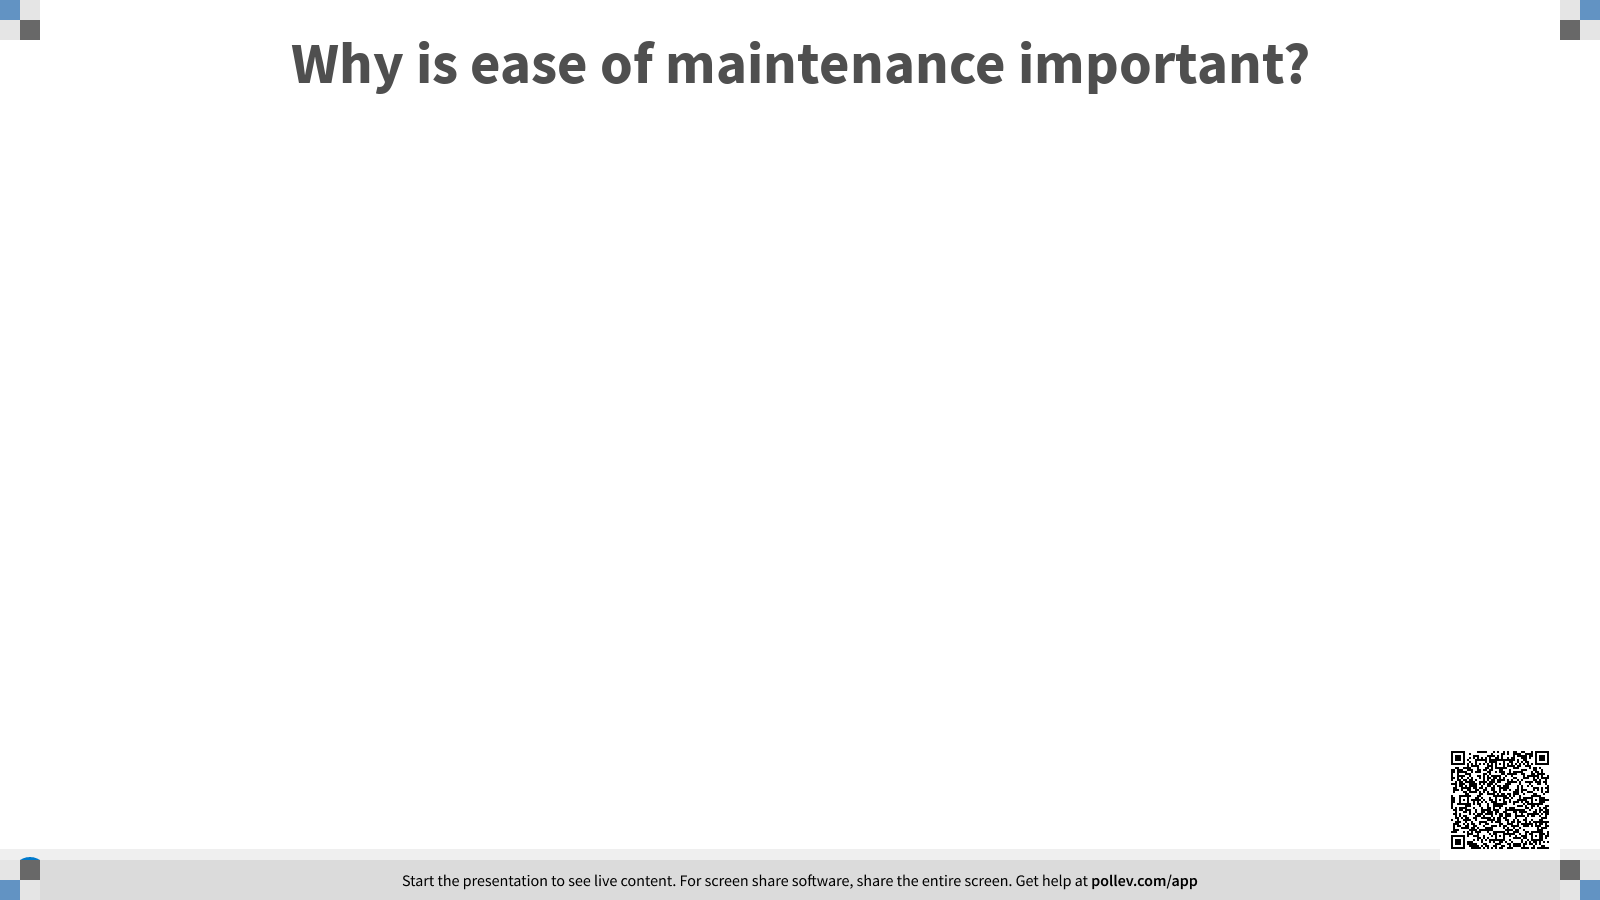 Why is ease of maintenance important?
Start the presentation to see live content. For screen share software, share the entire screen. Get help at pollev.com/app